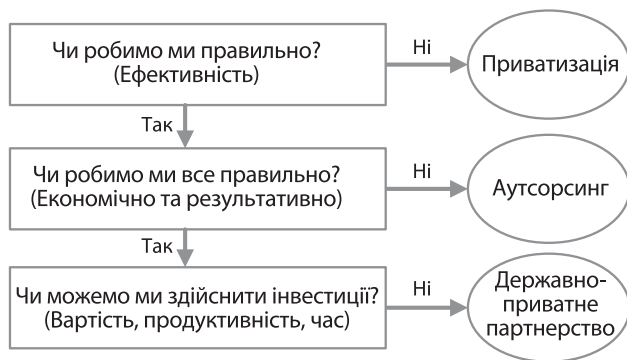 Чи робимо ми правильно?
(Ефективність)
Ні
Приватизація
Так
Чи робимо ми все правильно?
(Економічно та результативно)
Ні
Аутсорсинг
Так
Чи можемо ми здійснити інвестиції?
(Вартість, продуктивність, час)
Ні
Державно-
приватне
партнерство